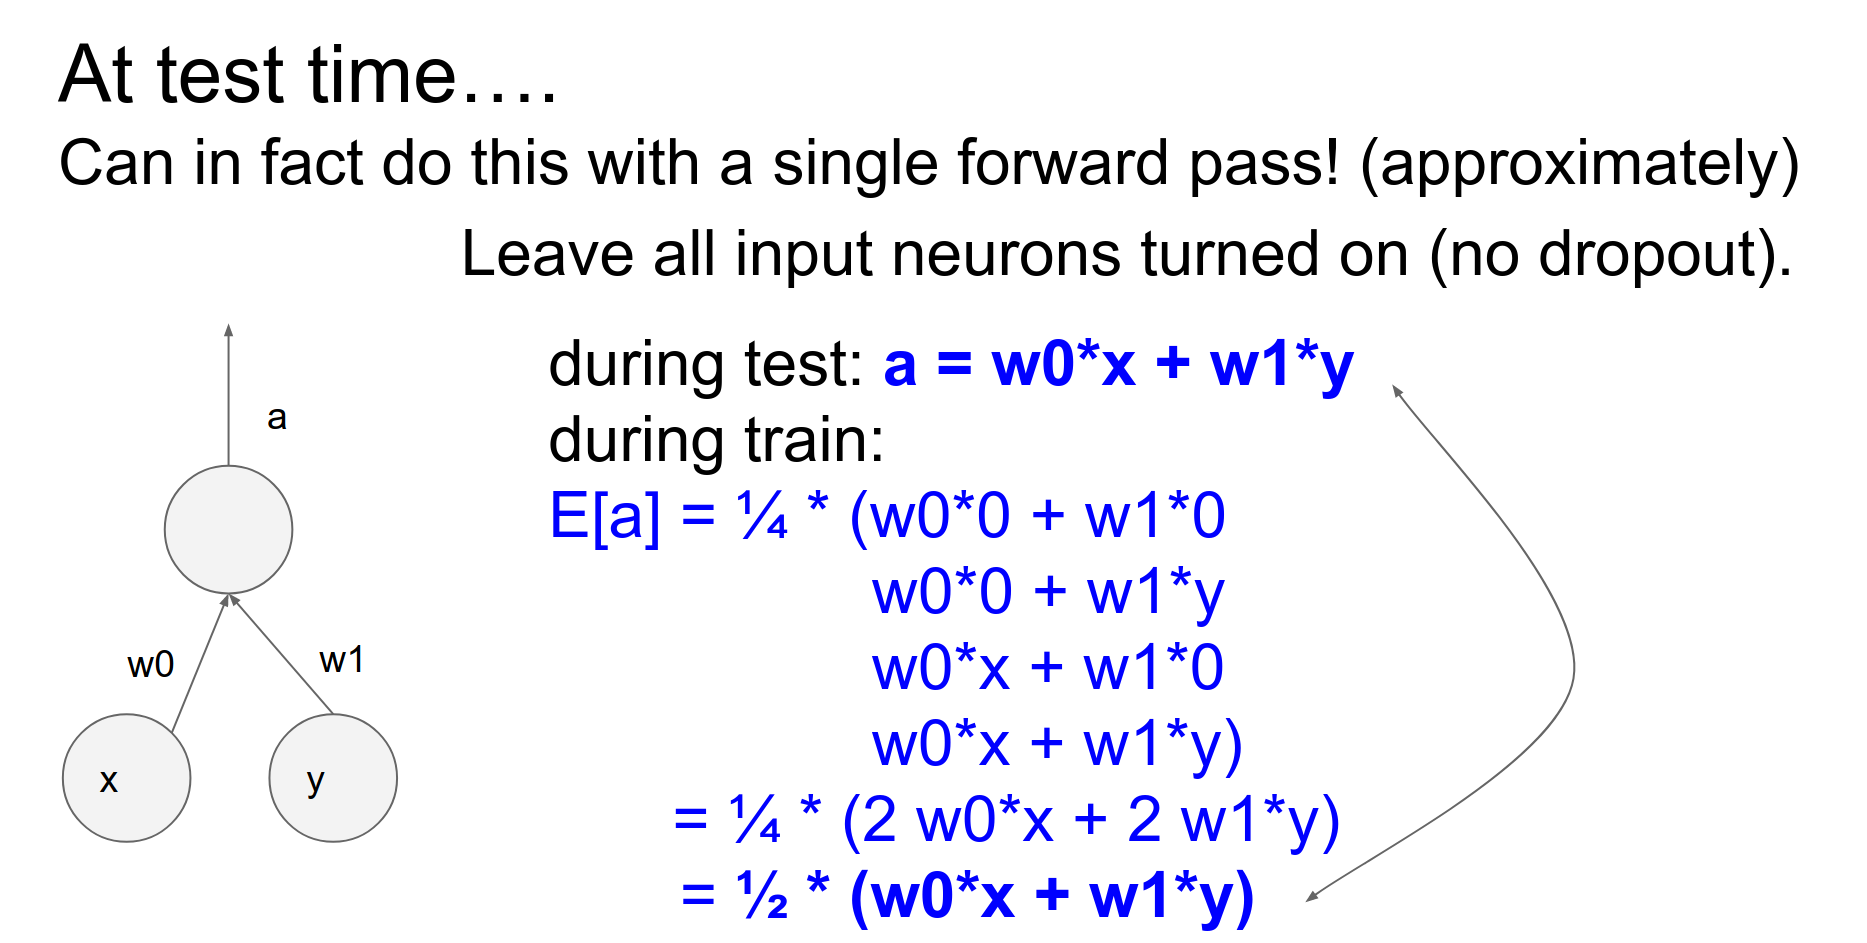 At test time….
Can in fact do this with a single forward pass! (approximately)
Leave all input neurons turned on (no dropout).
a
w0
w1
x
y
during test: a = w0*x + w1*y
during train:
E[a] = ¼ * (w0*0 + w1*0
w0*0 + w1*y
w0*x + w1*0
w0*x + w1*y)
= ¼ * (2 w0*x + 2 w1*y)
= ½ * (w0*x + w1*y)